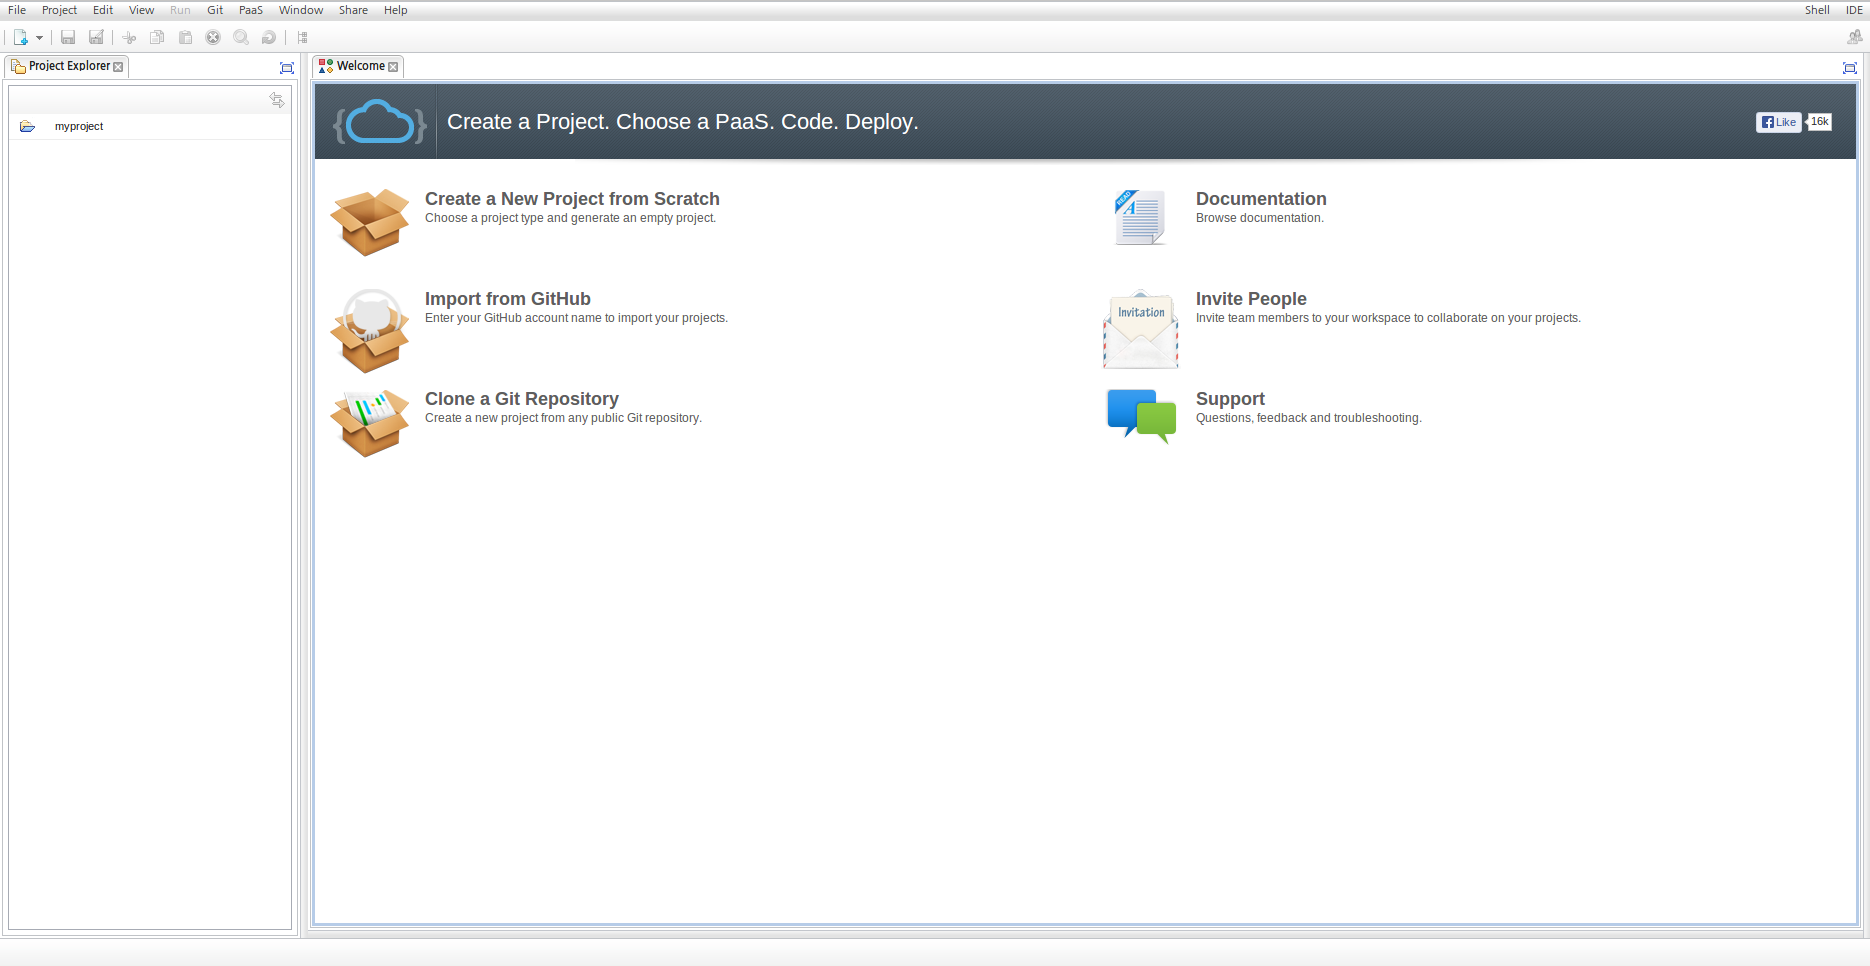 File Project Edit View Run Git PaaS Window Share Help Shell IDE
Project Explorer
Welcome
myproject
{ } Create a Project. Choose a PaaS. Code. Deploy.
Like 16k
Create a New Project from Scratch
Choose a project type and generate an empty project.
READ
A
Documentation
Browse documentation.
Import from GitHub
Enter your GitHub account name to import your projects.
Invitation
Invite People
Invite team members to your workspace to collaborate on your projects.
Clone a Git Repository
Create a new project from any public Git repository.
Support
Questions, feedback and troubleshooting.